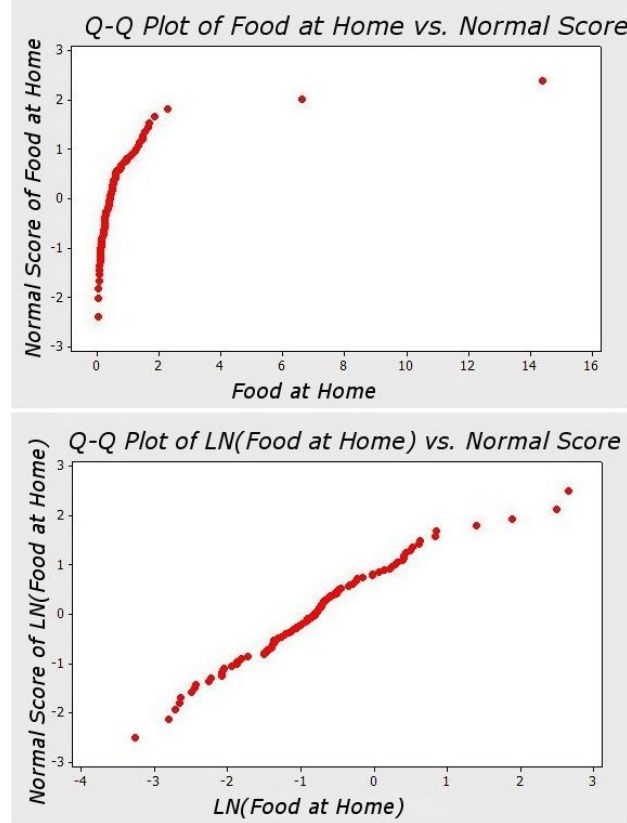 Q-Q Plot of Food at Home vs. Normal Score
Normal Score of Food at Home
3
2
1
0
-1
-2
-3
0 2 4 6 8 10 12 14 16
Food at Home
Q-Q Plot of LN(Food at Home) vs. Normal Score
Normal Score of LN(Food at Home)
3
2
1
0
-1
-2
-3
-4 -3 -2 -1 0 1 2 3
LN(Food at Home)